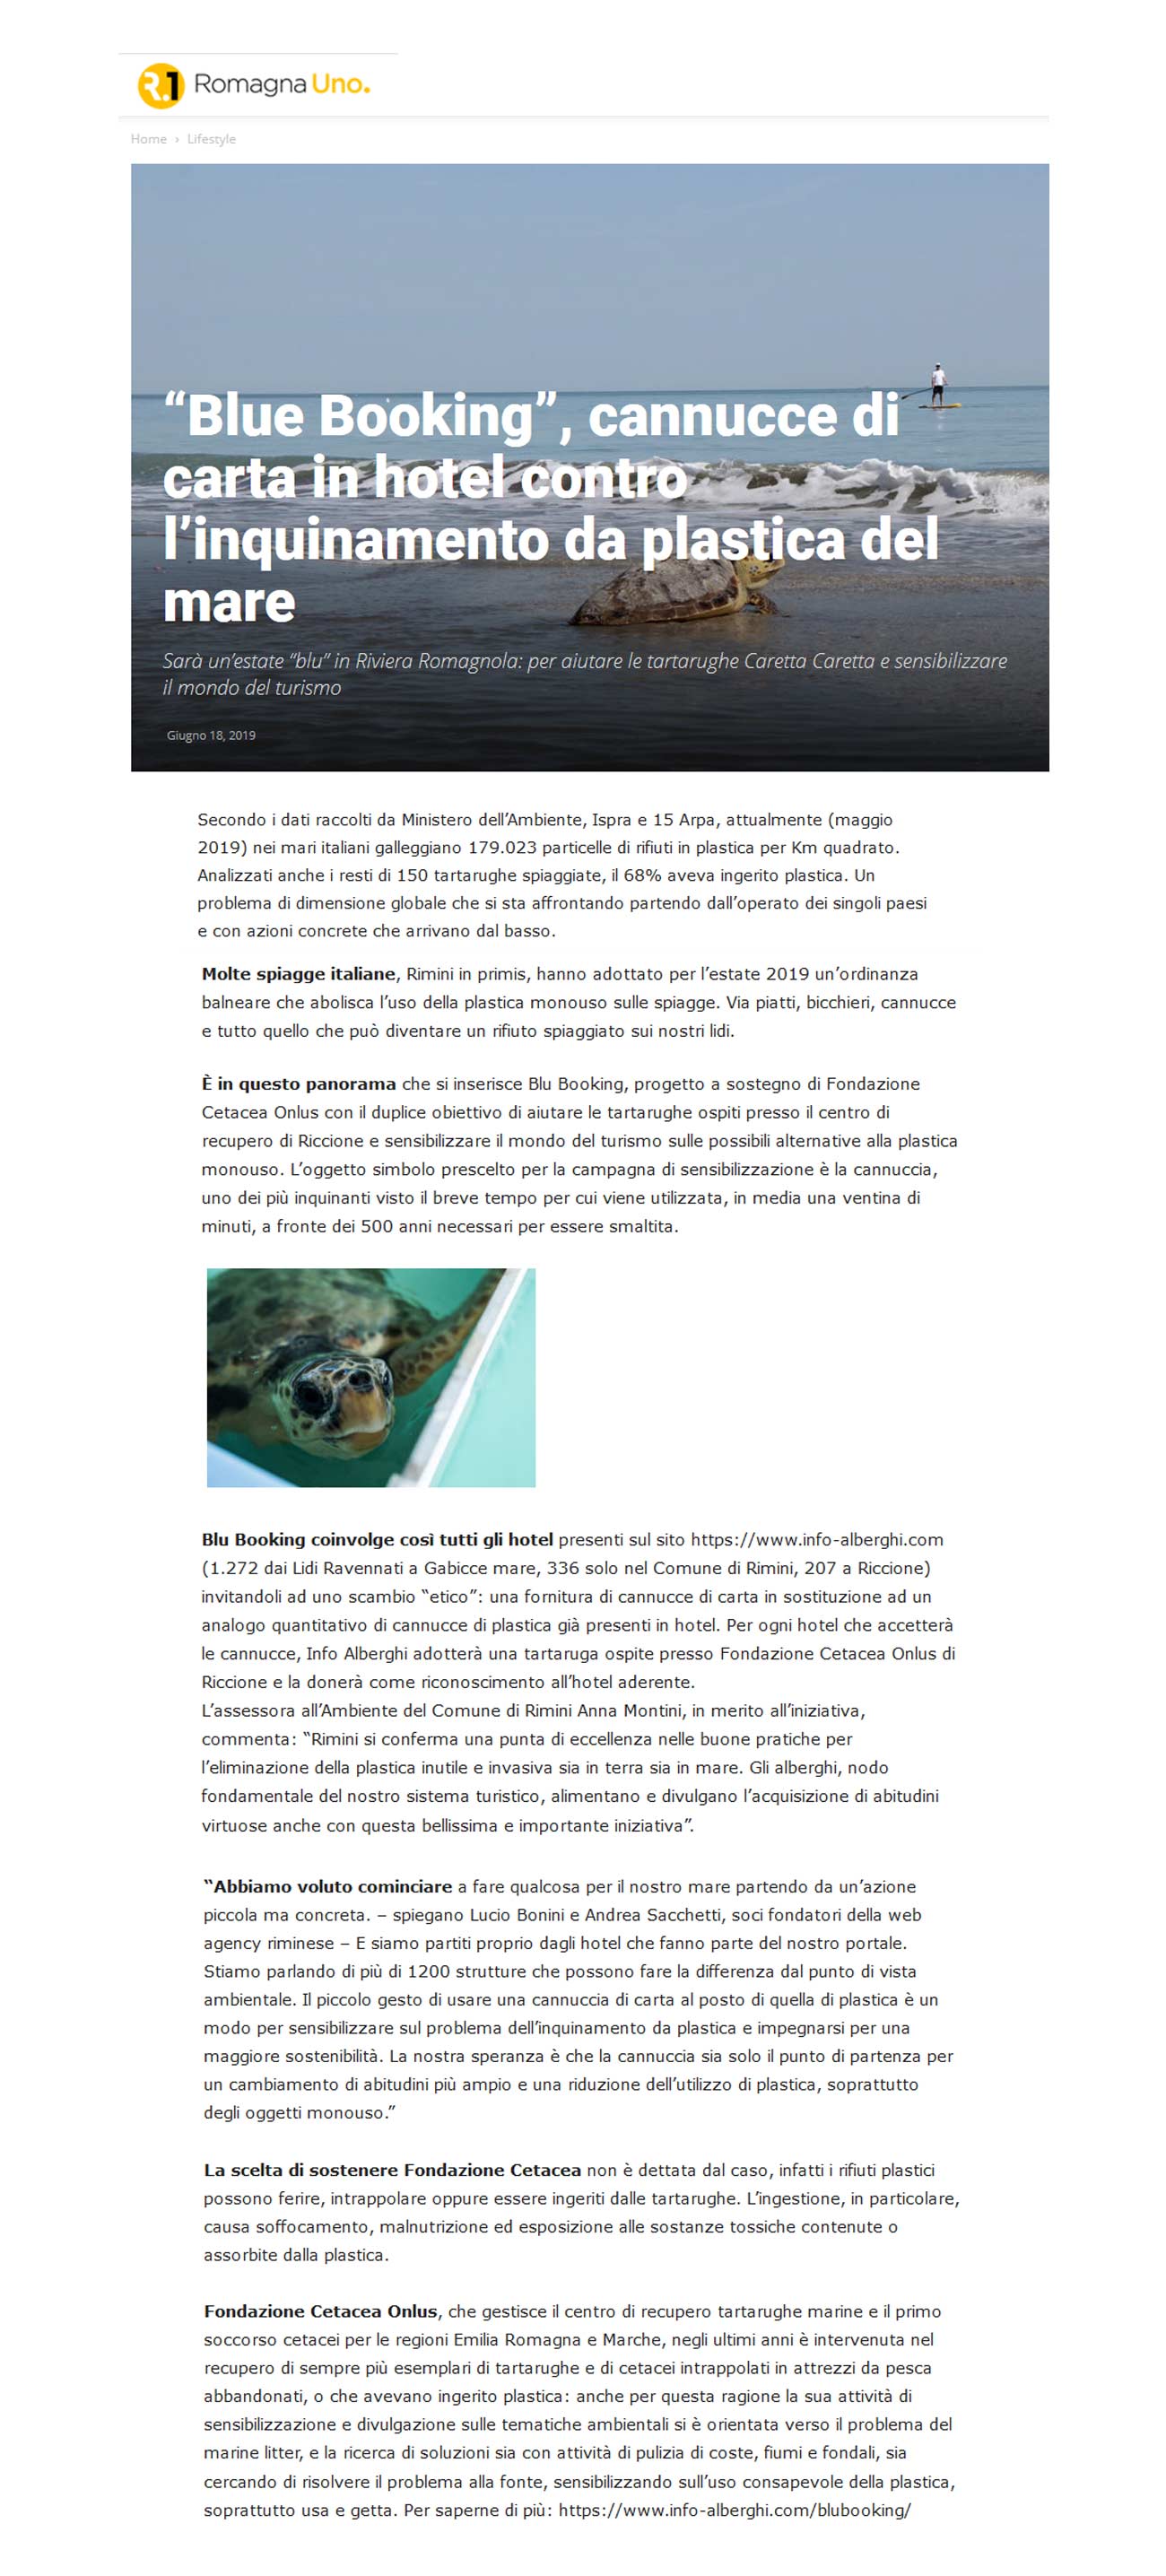 R.1 Romagna Uno.
Home › Lifestyle
“Blue Booking”, cannucce di
carta in hotel contro
l’inquinamento da plastica del
mare
Sarà un’estate “blu” in Riviera Romagnola: per aiutare le tartarughe Caretta Caretta e sensibilizzare
il mondo del turismo
Giugno 18, 2019
Secondo i dati raccolti da Ministero dell’Ambiente, Ispra e 15 Arpa, attualmente (maggio
2019) nei mari italiani galleggiano 179.023 particelle di rifiuti in plastica per Km quadrato.
Analizzati anche i resti di 150 tartarughe spiaggiate, il 68% aveva ingerito plastica. Un
problema di dimensione globale che si sta affrontando partendo dall’operato dei singoli paesi
e con azioni concrete che arrivano dal basso.
Molte spiagge italiane, Rimini in primis, hanno adottato per l’estate 2019 un’ordinanza
balneare che abolisca l’uso della plastica monouso sulle spiagge. Via piatti, bicchieri, cannucce
e tutto quello che può diventare un rifiuto spiaggiato sui nostri lidi.
È in questo panorama che si inserisce Blu Booking, progetto a sostegno di Fondazione
Cetacea Onlus con il duplice obiettivo di aiutare le tartarughe ospiti presso il centro di
recupero di Riccione e sensibilizzare il mondo del turismo sulle possibili alternative alla plastica
monouso. L’oggetto simbolo prescelto per la campagna di sensibilizzazione è la cannuccia,
uno dei più inquinanti visto il breve tempo per cui viene utilizzata, in media una ventina di
minuti, a fronte dei 500 anni necessari per essere smaltita.
Blu Booking coinvolge così tutti gli hotel presenti sul sito https://www.info-alberghi.com
(1.272 dai Lidi Ravennati a Gabicce mare, 336 solo nel Comune di Rimini, 207 a Riccione)
invitandoli ad uno scambio “etico”: una fornitura di cannucce di carta in sostituzione ad un
analogo quantitativo di cannucce di plastica già presenti in hotel. Per ogni hotel che accetterà
le cannucce, Info Alberghi adotterà una tartaruga ospite presso Fondazione Cetacea Onlus di
Riccione e la donerà come riconoscimento all’hotel aderente.
L’assessora all’Ambiente del Comune di Rimini Anna Montini, in merito all’iniziativa,
commenta: “Rimini si conferma una punta di eccellenza nelle buone pratiche per
l’eliminazione della plastica inutile e invasiva sia in terra sia in mare. Gli alberghi, nodo
fondamentale del nostro sistema turistico, alimentano e divulgano l’acquisizione di abitudini
virtuose anche con questa bellissima e importante iniziativa”.
“Abbiamo voluto cominciare a fare qualcosa per il nostro mare partendo da un’azione
piccola ma concreta. – spiegano Lucio Bonini e Andrea Sacchetti, soci fondatori della web
agency riminese – E siamo partiti proprio dagli hotel che fanno parte del nostro portale.
Stiamo parlando di più di 1200 strutture che possono fare la differenza dal punto di vista
ambientale. Il piccolo gesto di usare una cannuccia di carta al posto di quella di plastica è un
modo per sensibilizzare sul problema dell’inquinamento da plastica e impegnarsi per una
maggiore sostenibilità. La nostra speranza è che la cannuccia sia solo il punto di partenza per
un cambiamento di abitudini più ampio e una riduzione dell’utilizzo di plastica, soprattutto
degli oggetti monouso.”
La scelta di sostenere Fondazione Cetacea non è dettata dal caso, infatti i rifiuti plastici
possono ferire, intrappolare oppure essere ingeriti dalle tartarughe. L’ingestione, in particolare,
causa soffocamento, malnutrizione ed esposizione alle sostanze tossiche contenute o
assorbite dalla plastica.
Fondazione Cetacea Onlus, che gestisce il centro di recupero tartarughe marine e il primo
soccorso cetacei per le regioni Emilia Romagna e Marche, negli ultimi anni è intervenuta nel
recupero di sempre più esemplari di tartarughe e di cetacei intrappolati in attrezzi da pesca
abbandonati, o che avevano ingerito plastica: anche per questa ragione la sua attività di
sensibilizzazione e divulgazione sulle tematiche ambientali si è orientata verso il problema del
marine litter, e la ricerca di soluzioni sia con attività di pulizia di coste, fiumi e fondali, sia
cercando di risolvere il problema alla fonte, sensibilizzando sull’uso consapevole della plastica,
soprattutto usa e getta. Per saperne di più: https://www.info-alberghi.com/blubooking/